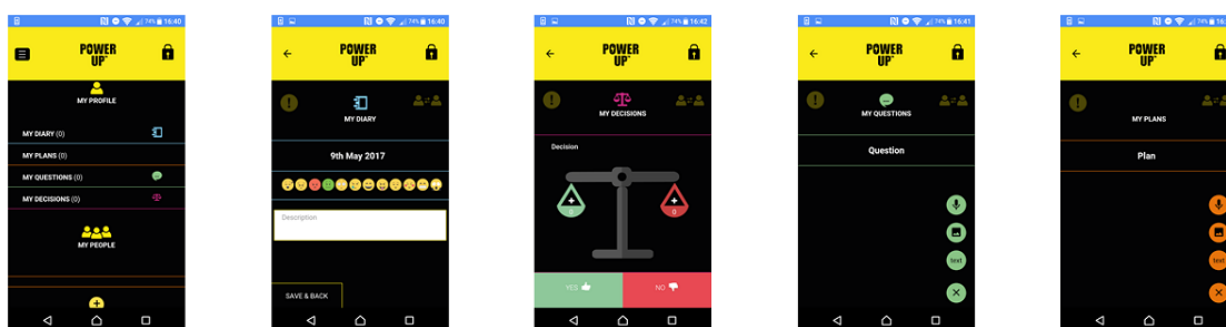 74% 16:40
POWER
UP
MY PROFILE
MY DIARY (0)
MY PLANS (0)
MY QUESTIONS (0)
MY DECISIONS (0)
MY PEOPLE
74% 16:40
POWER
UP
MY DIARY
9th May 2017
Description
SAVE & BACK
74% 16:42
POWER
UP
MY DECISIONS
Decision
+ +
0 0
YES NO
74% 16:41
POWER
UP
MY QUESTIONS
Question
text
74%
POWER
UP
MY PLANS
Plan
text